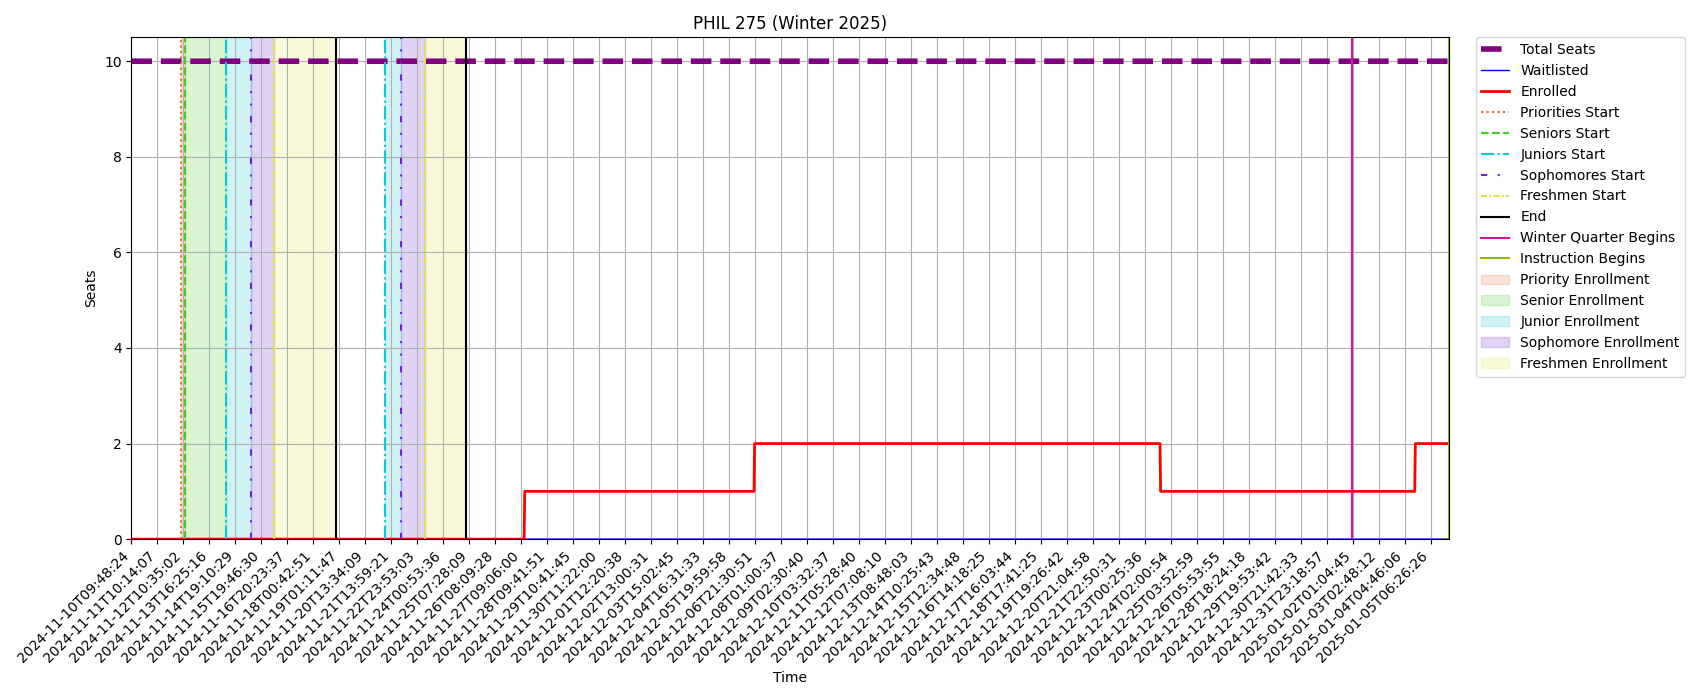 PHIL 275 (Winter 2025)
Seats
10
8
6
4
2
0
2024-11-10T09:48:24
2024-11-11T10:14:07
2024-11-12T10:35:02
2024-11-13T16:25:16
2024-11-14T19:10:29
2024-11-15T19:46:30
2024-11-16T20:23:37
2024-11-18T00:42:51
2024-11-19T01:11:47
2024-11-20T13:34:09
2024-11-21T13:59:21
2024-11-22T23:53:03
2024-11-24T00:53:36
2024-11-25T07:28:09
2024-11-26T08:09:28
2024-11-27T09:06:00
2024-11-28T09:41:51
2024-11-29T10:41:45
2024-11-30T11:22:00
2024-12-01T12:20:38
2024-12-02T13:00:31
2024-12-03T15:02:45
2024-12-04T16:31:33
2024-12-05T19:59:58
2024-12-06T21:30:51
2024-12-08T01:00:37
2024-12-09T02:30:40
2024-12-10T03:32:37
2024-12-11T05:28:40
2024-12-12T07:08:10
2024-12-13T08:48:03
2024-12-14T10:25:43
2024-12-15T12:34:48
2024-12-16T14:18:25
2024-12-17T16:03:44
2024-12-18T17:41:25
2024-12-19T19:26:42
2024-12-20T21:04:58
2024-12-21T22:50:31
2024-12-23T00:25:36
2024-12-24T02:00:54
2024-12-25T03:52:59
2024-12-26T05:53:55
2024-12-28T18:24:18
2024-12-29T19:53:42
2024-12-30T21:42:33
2024-12-31T23:18:57
2025-01-02T01:04:45
2025-01-03T02:48:12
2025-01-04T04:46:06
2025-01-05T06:26:26
Time
Total Seats
Waitlisted
Enrolled
Priorities Start
Seniors Start
Juniors Start
Sophomores Start
Freshmen Start
End
Winter Quarter Begins
Instruction Begins
Priority Enrollment
Senior Enrollment
Junior Enrollment
Sophomore Enrollment
Freshmen Enrollment